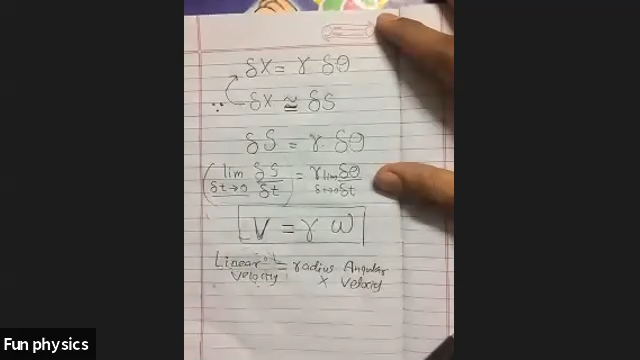 δX = r δθ
∵ δX ≅ δS
δS = r δθ
lim δt→0 δS/δt = r lim δt→0 δθ/δt
V = r ω
Linear Velocity = radius × Angular Velocity
Fun physics